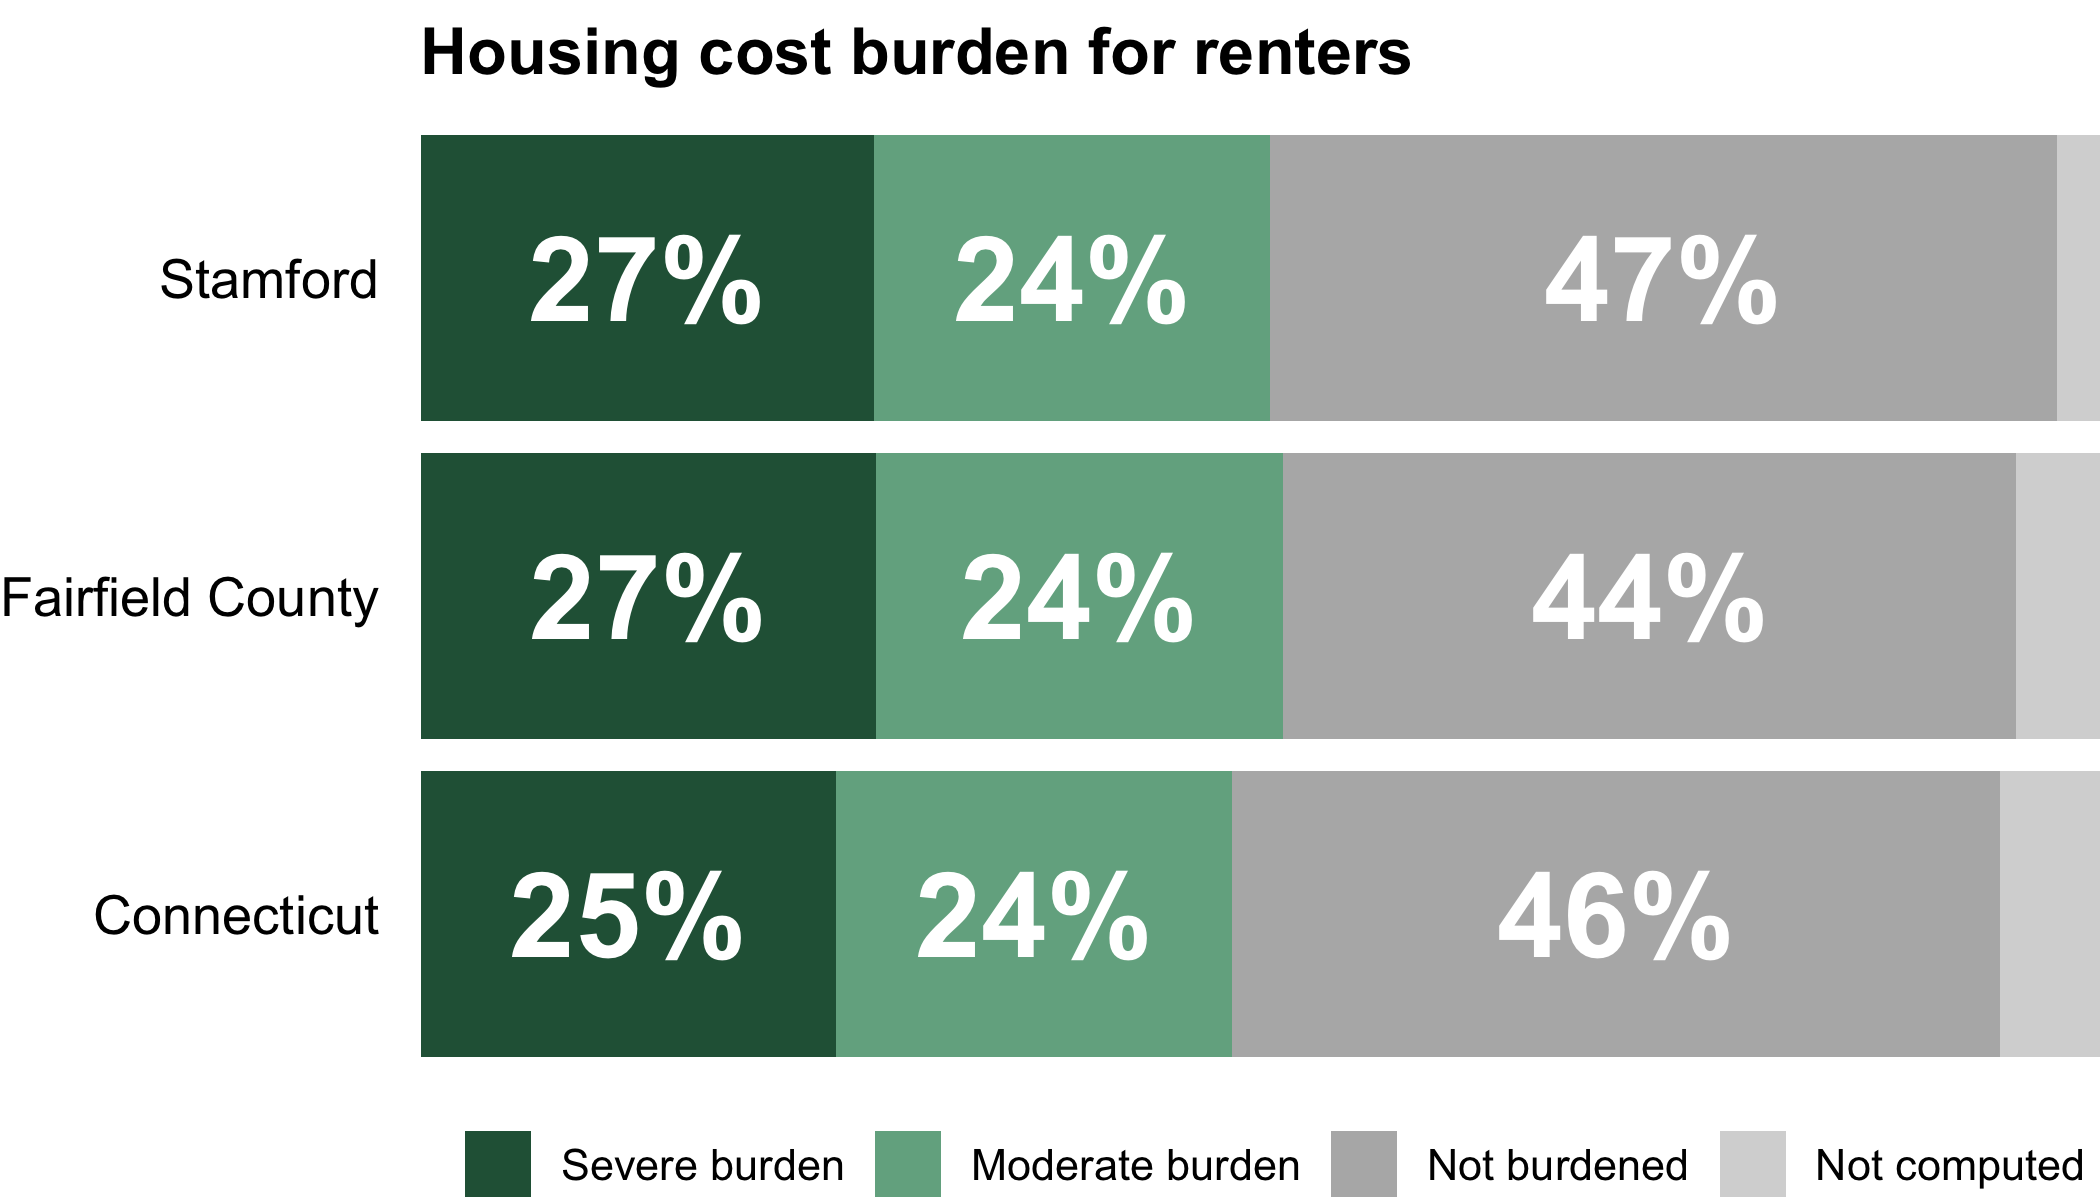 Housing cost burden for renters
Stamford 27% 24% 47%
Fairfield County 27% 24% 44%
Connecticut 25% 24% 46%
Severe burden Moderate burden Not burdened Not computed